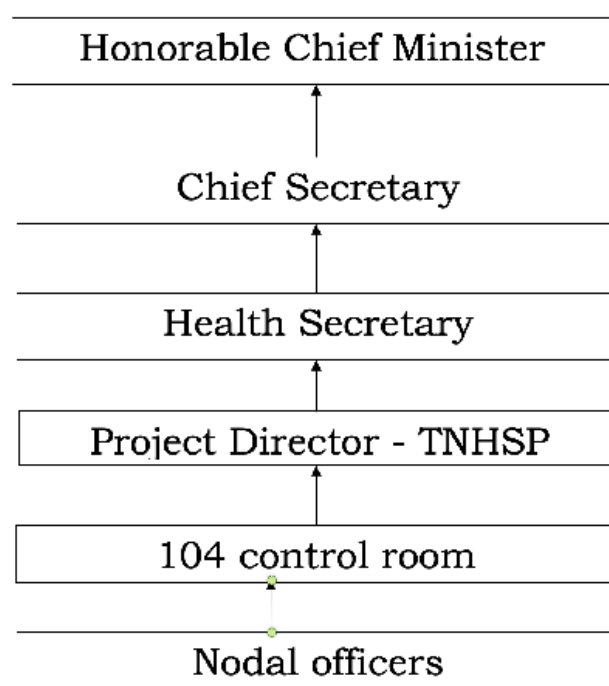 Honorable Chief Minister
Chief Secretary
Health Secretary
Project Director - TNHSP
104 control room
Nodal officers